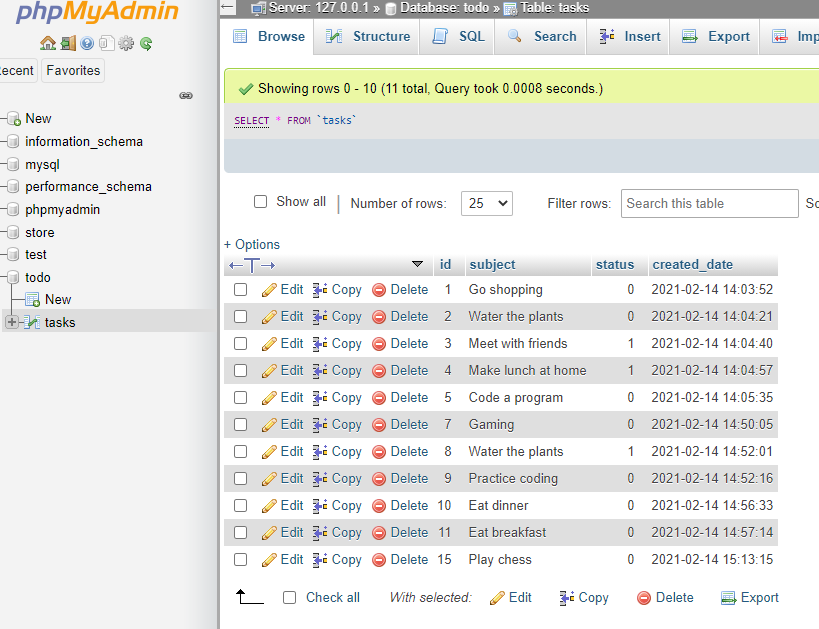 phpMyAdmin
Favorites
New
information_schema
mysql
performance_schema
phpmyadmin
store
test
todo
New
tasks
Server: 127.0.0.1 » Database: todo » Table: tasks
Browse Structure SQL Search Insert Export
Showing rows 0 - 10 (11 total, Query took 0.0008 seconds.)
SELECT * FROM `tasks`
Show all Number of rows: 25 Filter rows: Search this table
+ Options
id subject status created_date
Edit Copy Delete 1 Go shopping 0 2021-02-14 14:03:52
Edit Copy Delete 2 Water the plants 0 2021-02-14 14:04:21
Edit Copy Delete 3 Meet with friends 1 2021-02-14 14:04:40
Edit Copy Delete 4 Make lunch at home 1 2021-02-14 14:04:57
Edit Copy Delete 5 Code a program 0 2021-02-14 14:05:35
Edit Copy Delete 7 Gaming 0 2021-02-14 14:50:05
Edit Copy Delete 8 Water the plants 1 2021-02-14 14:52:01
Edit Copy Delete 9 Practice coding 0 2021-02-14 14:52:16
Edit Copy Delete 10 Eat dinner 0 2021-02-14 14:56:33
Edit Copy Delete 11 Eat breakfast 0 2021-02-14 14:57:14
Edit Copy Delete 15 Play chess 0 2021-02-14 15:13:15
Check all With selected: Edit Copy Delete Export